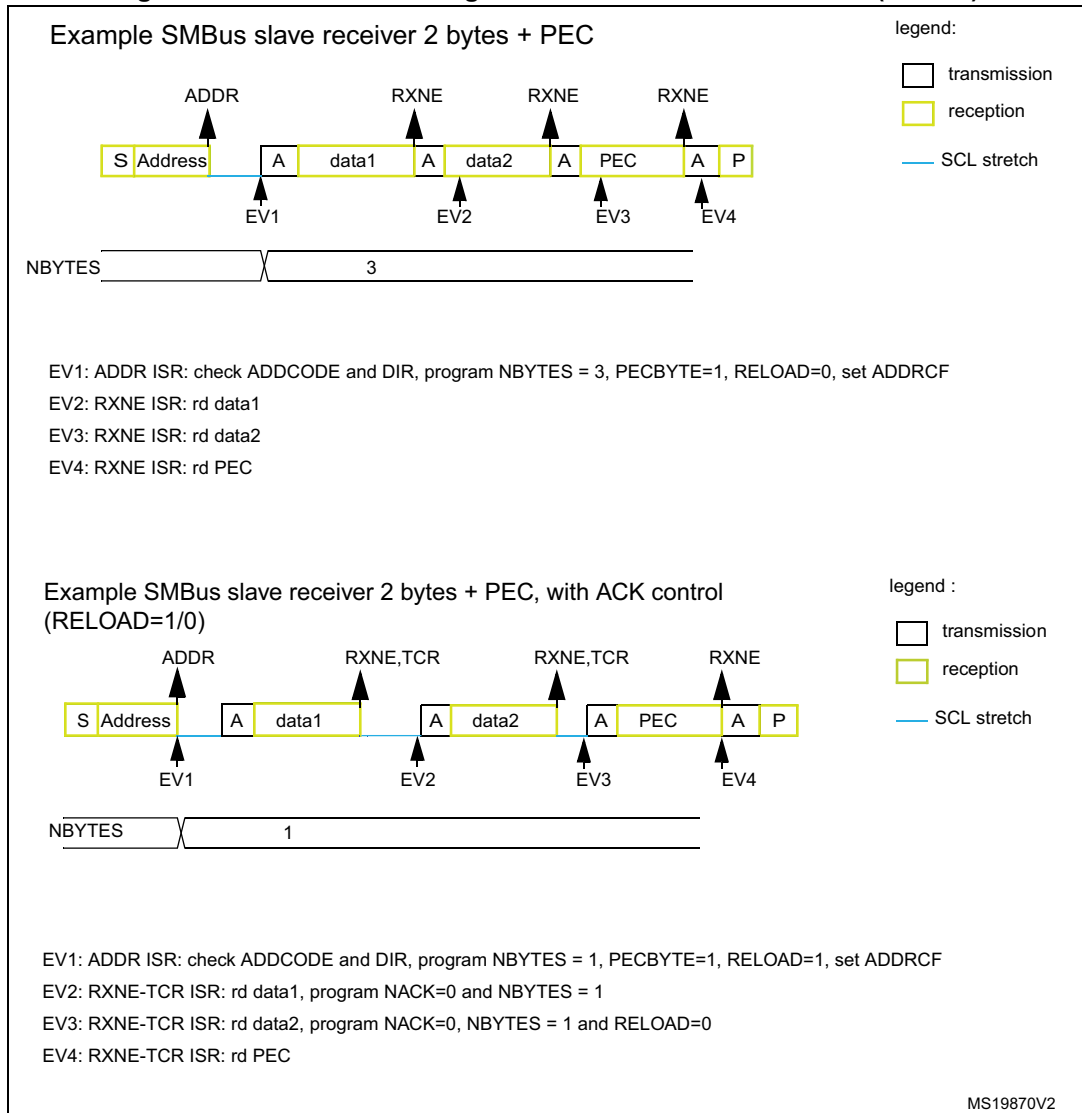 Example SMBus slave receiver 2 bytes + PEC
legend:
transmission
reception
SCL stretch
ADDR RXNE RXNE RXNE
S Address A data1 A data2 A PEC A P
EV1 EV2 EV3 EV4
NBYTES 3
EV1: ADDR ISR: check ADDCODE and DIR, program NBYTES = 3, PECBYTE=1, RELOAD=0, set ADDRCF
EV2: RXNE ISR: rd data1
EV3: RXNE ISR: rd data2
EV4: RXNE ISR: rd PEC
Example SMBus slave receiver 2 bytes + PEC, with ACK control
(RELOAD=1/0)
legend :
transmission
reception
SCL stretch
ADDR RXNE,TCR RXNE,TCR RXNE
S Address A data1 A data2 A PEC A P
EV1 EV2 EV3 EV4
NBYTES 1
EV1: ADDR ISR: check ADDCODE and DIR, program NBYTES = 1, PECBYTE=1, RELOAD=1, set ADDRCF
EV2: RXNE-TCR ISR: rd data1, program NACK=0 and NBYTES = 1
EV3: RXNE-TCR ISR: rd data2, program NACK=0, NBYTES = 1 and RELOAD=0
EV4: RXNE-TCR ISR: rd PEC
MS19870V2